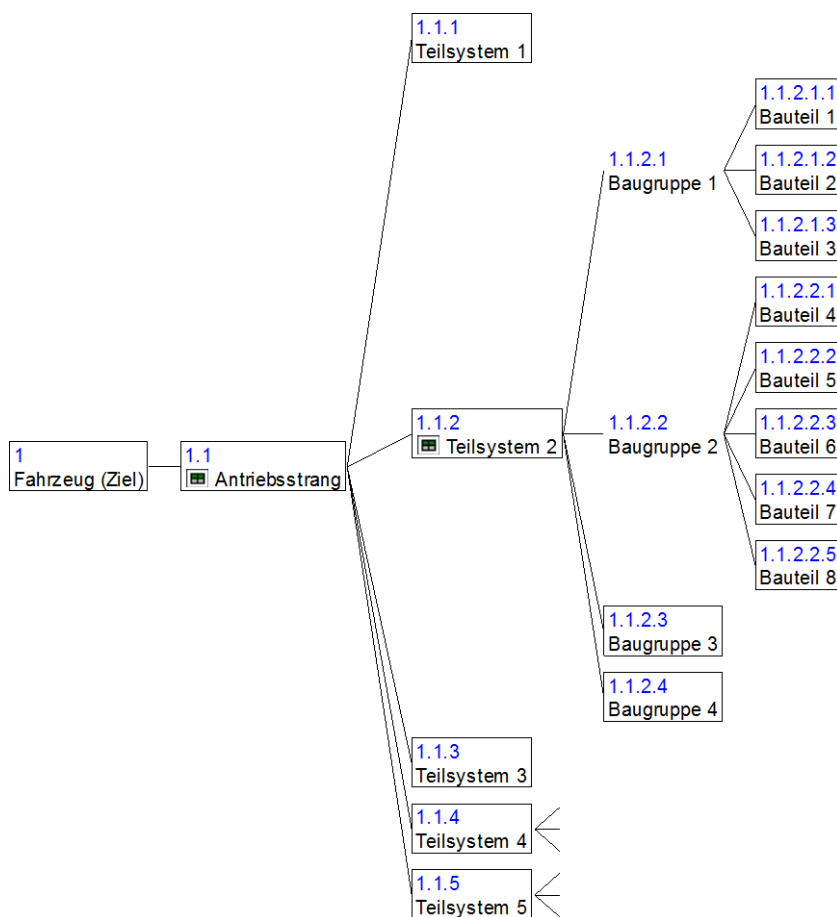 1
Fahrzeug (Ziel)
1.1
Antriebsstrang
1.1.1
Teilsystem 1
1.1.2
Teilsystem 2
1.1.2.1
Baugruppe 1
1.1.2.1.1
Bauteil 1
1.1.2.1.2
Bauteil 2
1.1.2.1.3
Bauteil 3
1.1.2.2
Baugruppe 2
1.1.2.2.1
Bauteil 4
1.1.2.2.2
Bauteil 5
1.1.2.2.3
Bauteil 6
1.1.2.2.4
Bauteil 7
1.1.2.2.5
Bauteil 8
1.1.2.3
Baugruppe 3
1.1.2.4
Baugruppe 4
1.1.3
Teilsystem 3
1.1.4
Teilsystem 4
1.1.5
Teilsystem 5